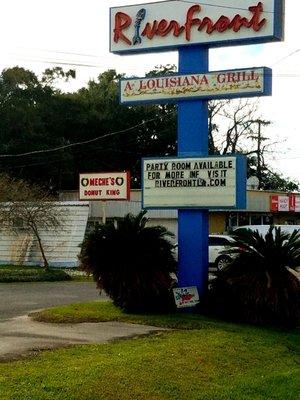 RiverFront
A LOUISIANA GRILL
PARTY ROOM AVAILABLE
FOR MORE INF VISIT
RIVERFRONTLA.COM
MECHE'S
DONUT KING